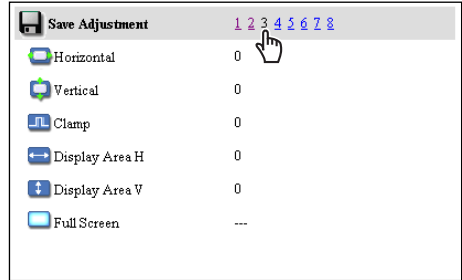 Save Adjustment 1 2 3 4 5 6 7 8
Horizontal 0
Vertical 0
Clamp 0
Display Area H 0
Display Area V 0
Full Screen ---